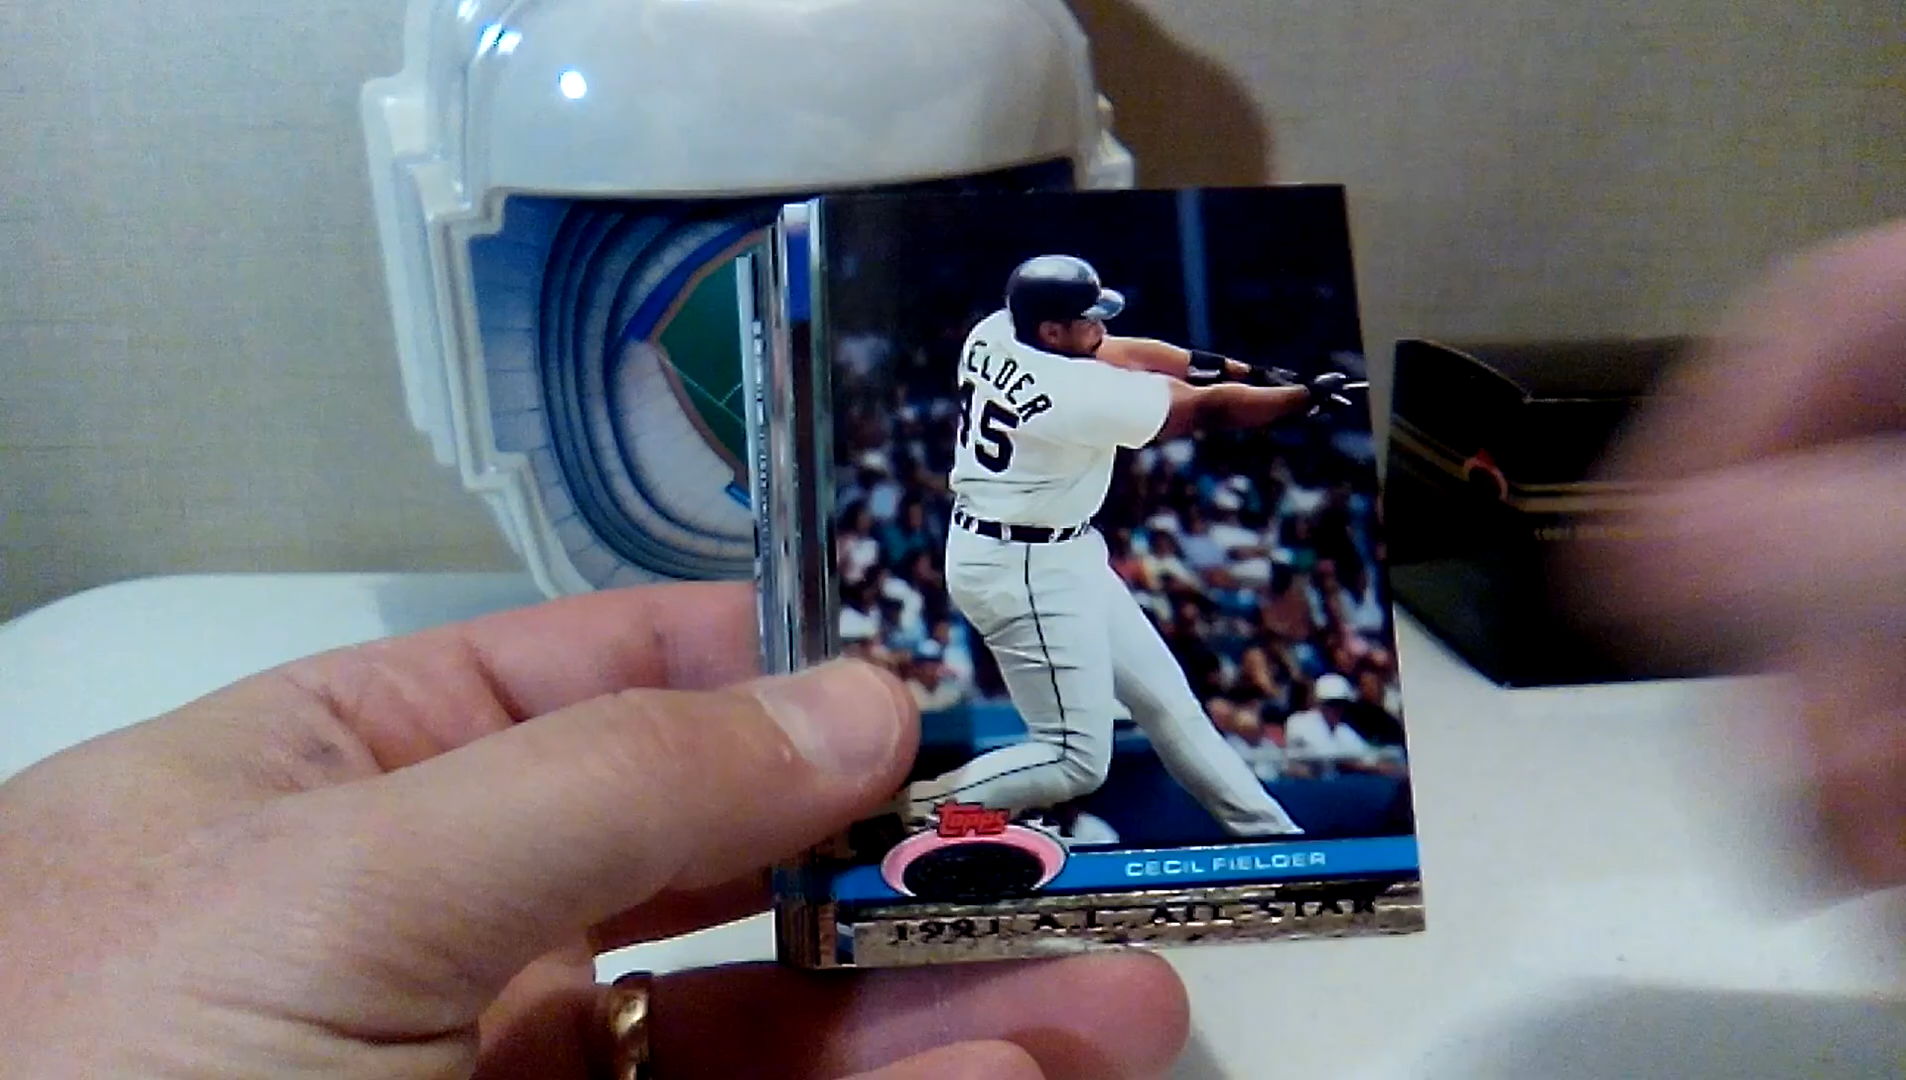 ELDER
45
Topps
CECIL FIELDER
1991 A.L. ALL-STAR